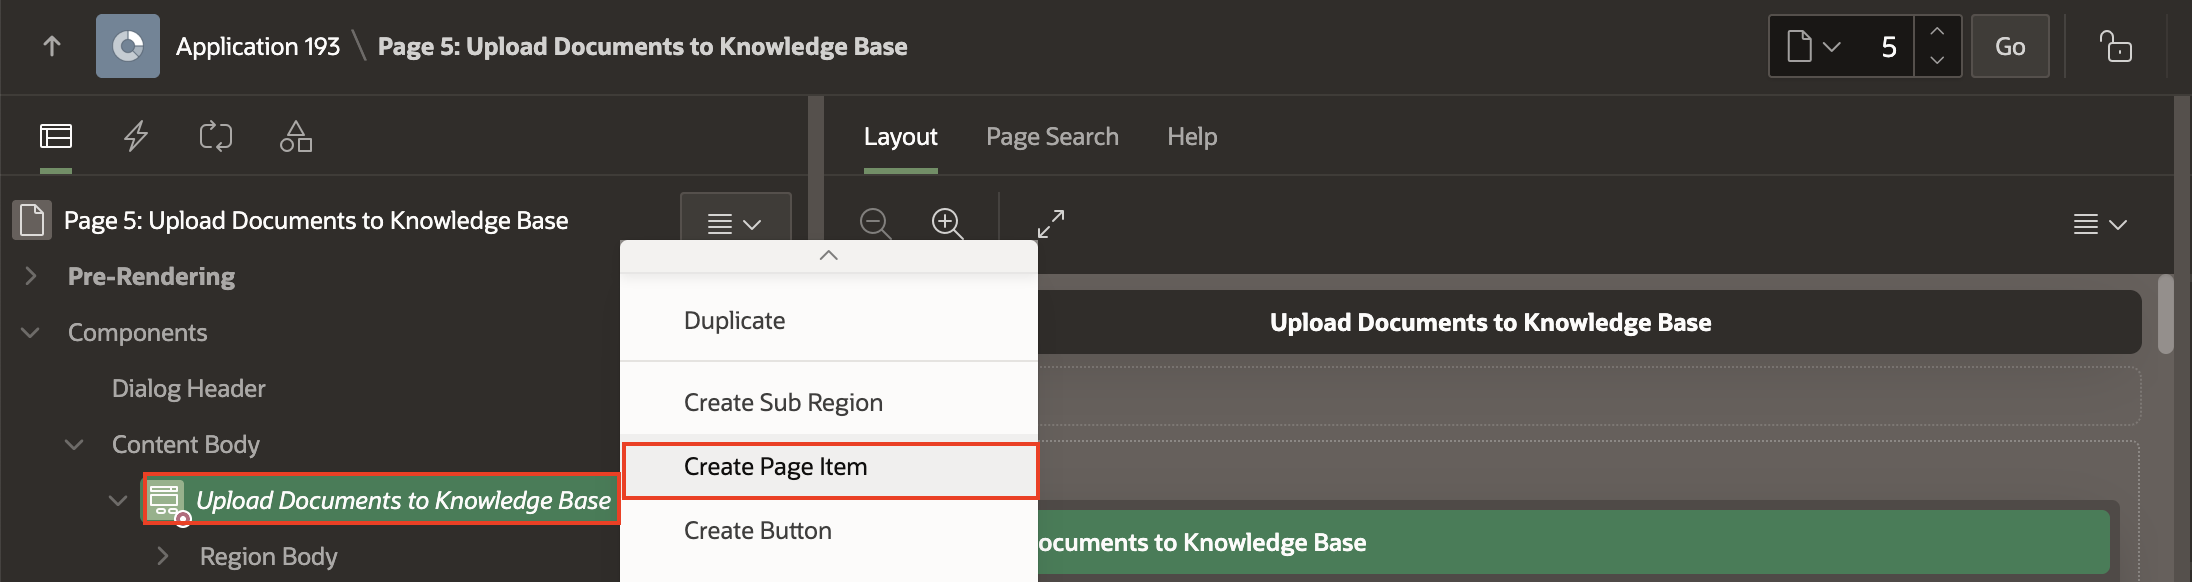 Application 193 \ Page 5: Upload Documents to Knowledge Base
5
Go
Layout
Page Search
Help
Page 5: Upload Documents to Knowledge Base
Pre-Rendering
Components
Dialog Header
Content Body
Upload Documents to Knowledge Base
Region Body
Duplicate
Create Sub Region
Create Page Item
Create Button
Upload Documents to Knowledge Base
ocuments to Knowledge Base